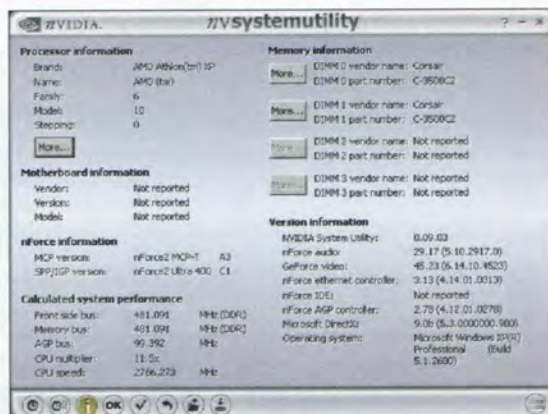 NVIDIA.
nVsystemutility
? - x
Processor information
Brand: AMD Athlon(tm) XP
Name: AMD (tm)
Family: 6
Model: 10
Stepping: 0
More...
Motherboard information
Vendor: Not reported
Version: Not reported
Model: Not reported
nForce information
MCP version: nForce2 MCP-T A3
SPP/IGP version: nForce2 Ultra 400 C1
Calculated system performance
Front side bus: 481.091 MHz (DDR)
Memory bus: 481.091 MHz (DDR)
AGP bus: 99.392 MHz
CPU multiplier: 11.5x
CPU speed: 2766.273 MHz
Memory information
More...
DIMM 0 vendor name: Corsair
DIMM 0 part number: C-3500C2
More...
DIMM 1 vendor name: Corsair
DIMM 1 part number: C-3500C2
More...
DIMM 2 vendor name: Not reported
DIMM 2 part number: Not reported
More...
DIMM 3 vendor name: Not reported
DIMM 3 part number: Not reported
Version information
NVIDIA System Utility: 0.09.03
nForce audio: 29.17 (5.10.2917.0)
GeForce video: 45.23 (6.14.10.4523)
nForce ethernet controller: 3.13 (4.14.01.0313)
nForce IDE: Not reported
nForce AGP controller: 2.78 (4.12.01.0278)
Microsoft DirectX: 9.0b (5.3.0000000.900)
Operating system: Microsoft Windows XP(R)
Professional (Build
5.1.2600)
OK